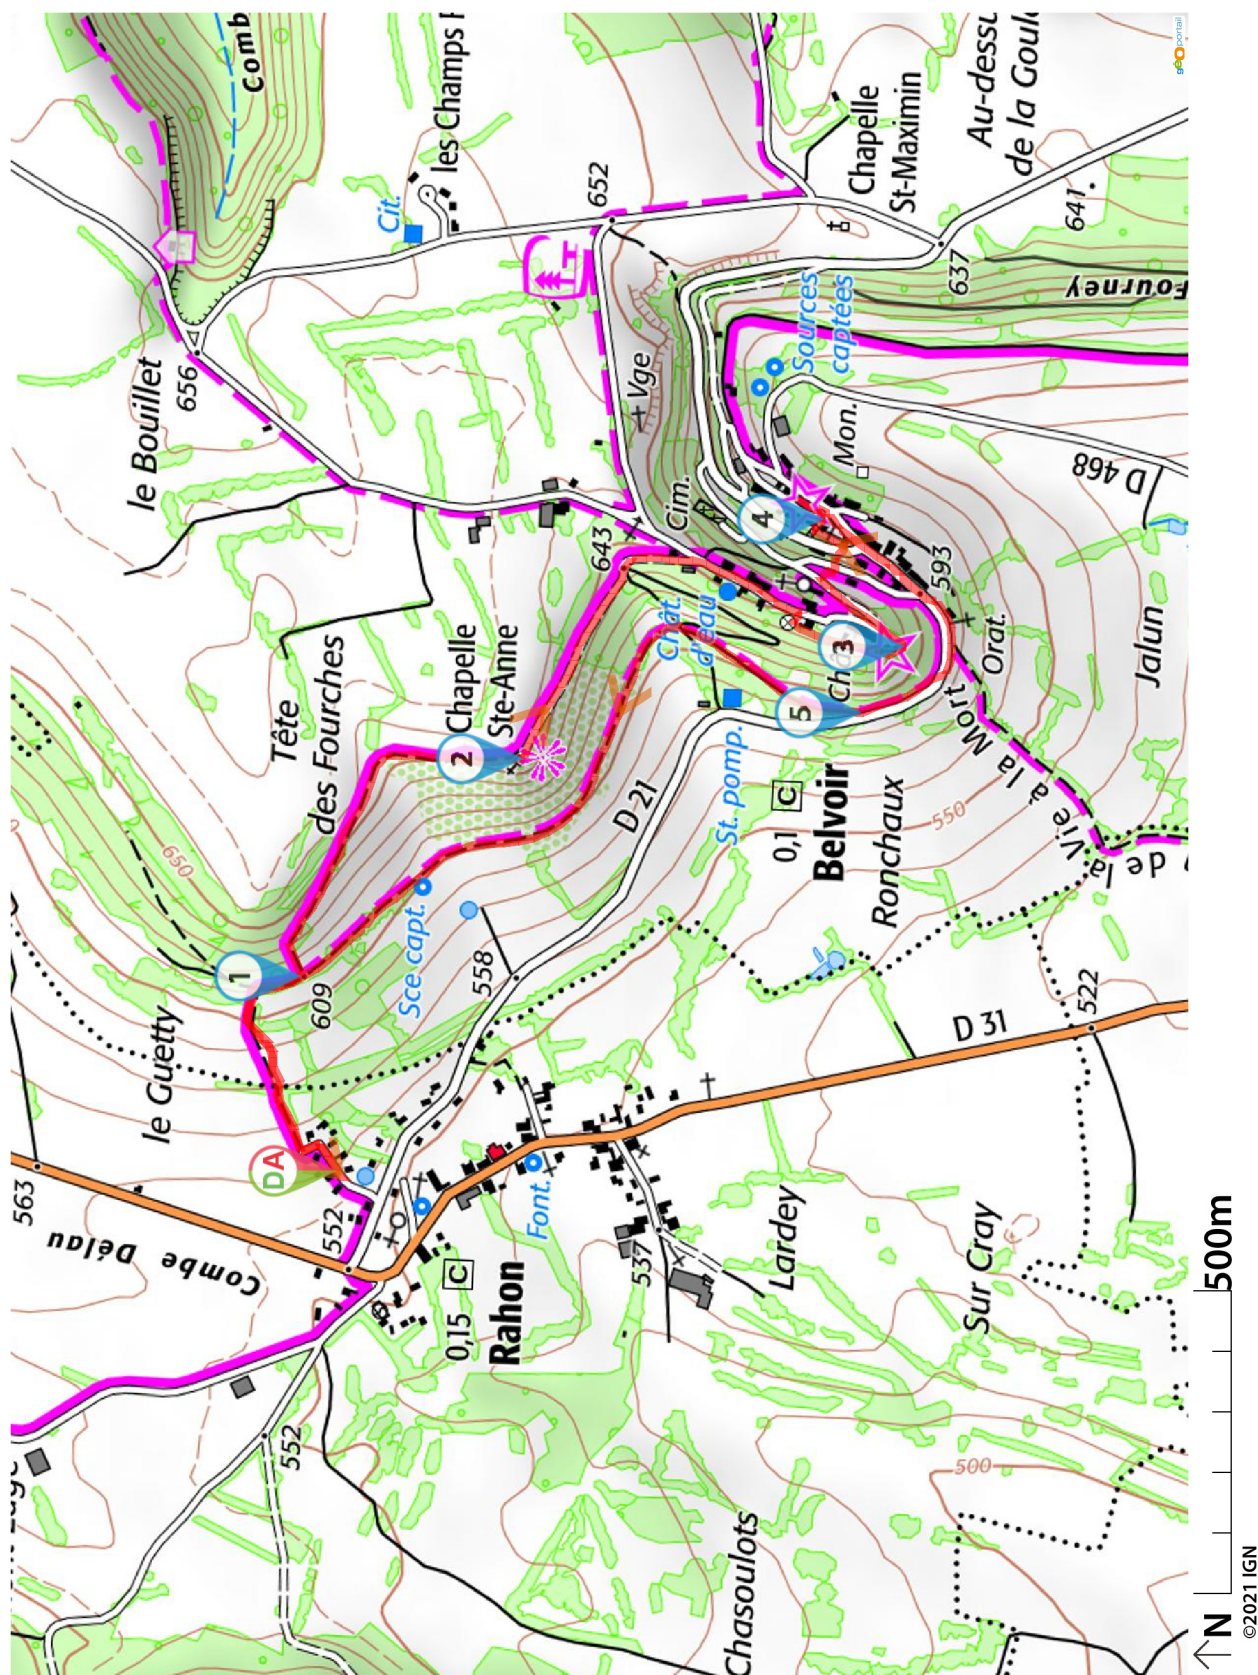 Comb
les Champs
Cit.
652
Chapelle
St-Maximin
Au-dessu
de la Goule
641
637
Fourney
Sources
captées
le Bouillet
656
Vge
Cim.
Mon.
D 468
4
643
593
Chât.
d'eau
3
Orat.
Jalun
Tête
des Fourches
Chapelle
Ste-Anne
2
5
St. pomp.
D 21
0,1 C
Belvoir
Ronchaux
550
de la Vie à la Mort
650
1
609
Sce capt.
558
le Guetty
D 31
522
DA
563
Combe Délau
552
Font.
537
0,15 C
Rahon
Lardey
Sur Cray
552
500
Chasoulots
500m
N
©2021 IGN
géoportail